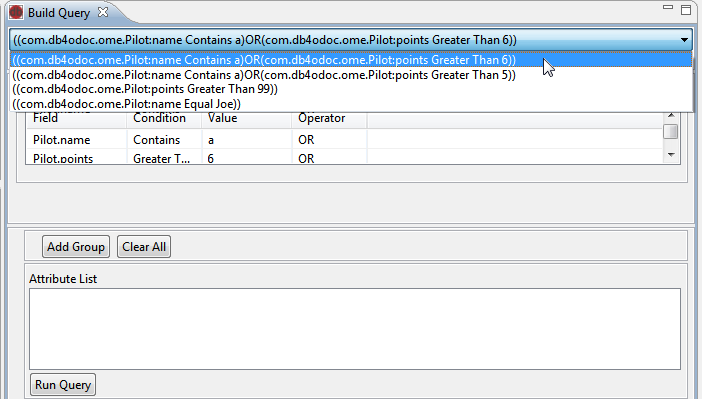 Build Query
((com.db4odoc.ome.Pilot:name Contains a)OR(com.db4odoc.ome.Pilot:points Greater Than 6))
((com.db4odoc.ome.Pilot:name Contains a)OR(com.db4odoc.ome.Pilot:points Greater Than 6))
((com.db4odoc.ome.Pilot:name Contains a)OR(com.db4odoc.ome.Pilot:points Greater Than 5))
((com.db4odoc.ome.Pilot:points Greater Than 99))
((com.db4odoc.ome.Pilot:name Equal Joe))
Field Condition Value Operator
Pilot.name Contains a OR
Pilot.points Greater T... 6 OR
Add Group Clear All
Attribute List
Run Query